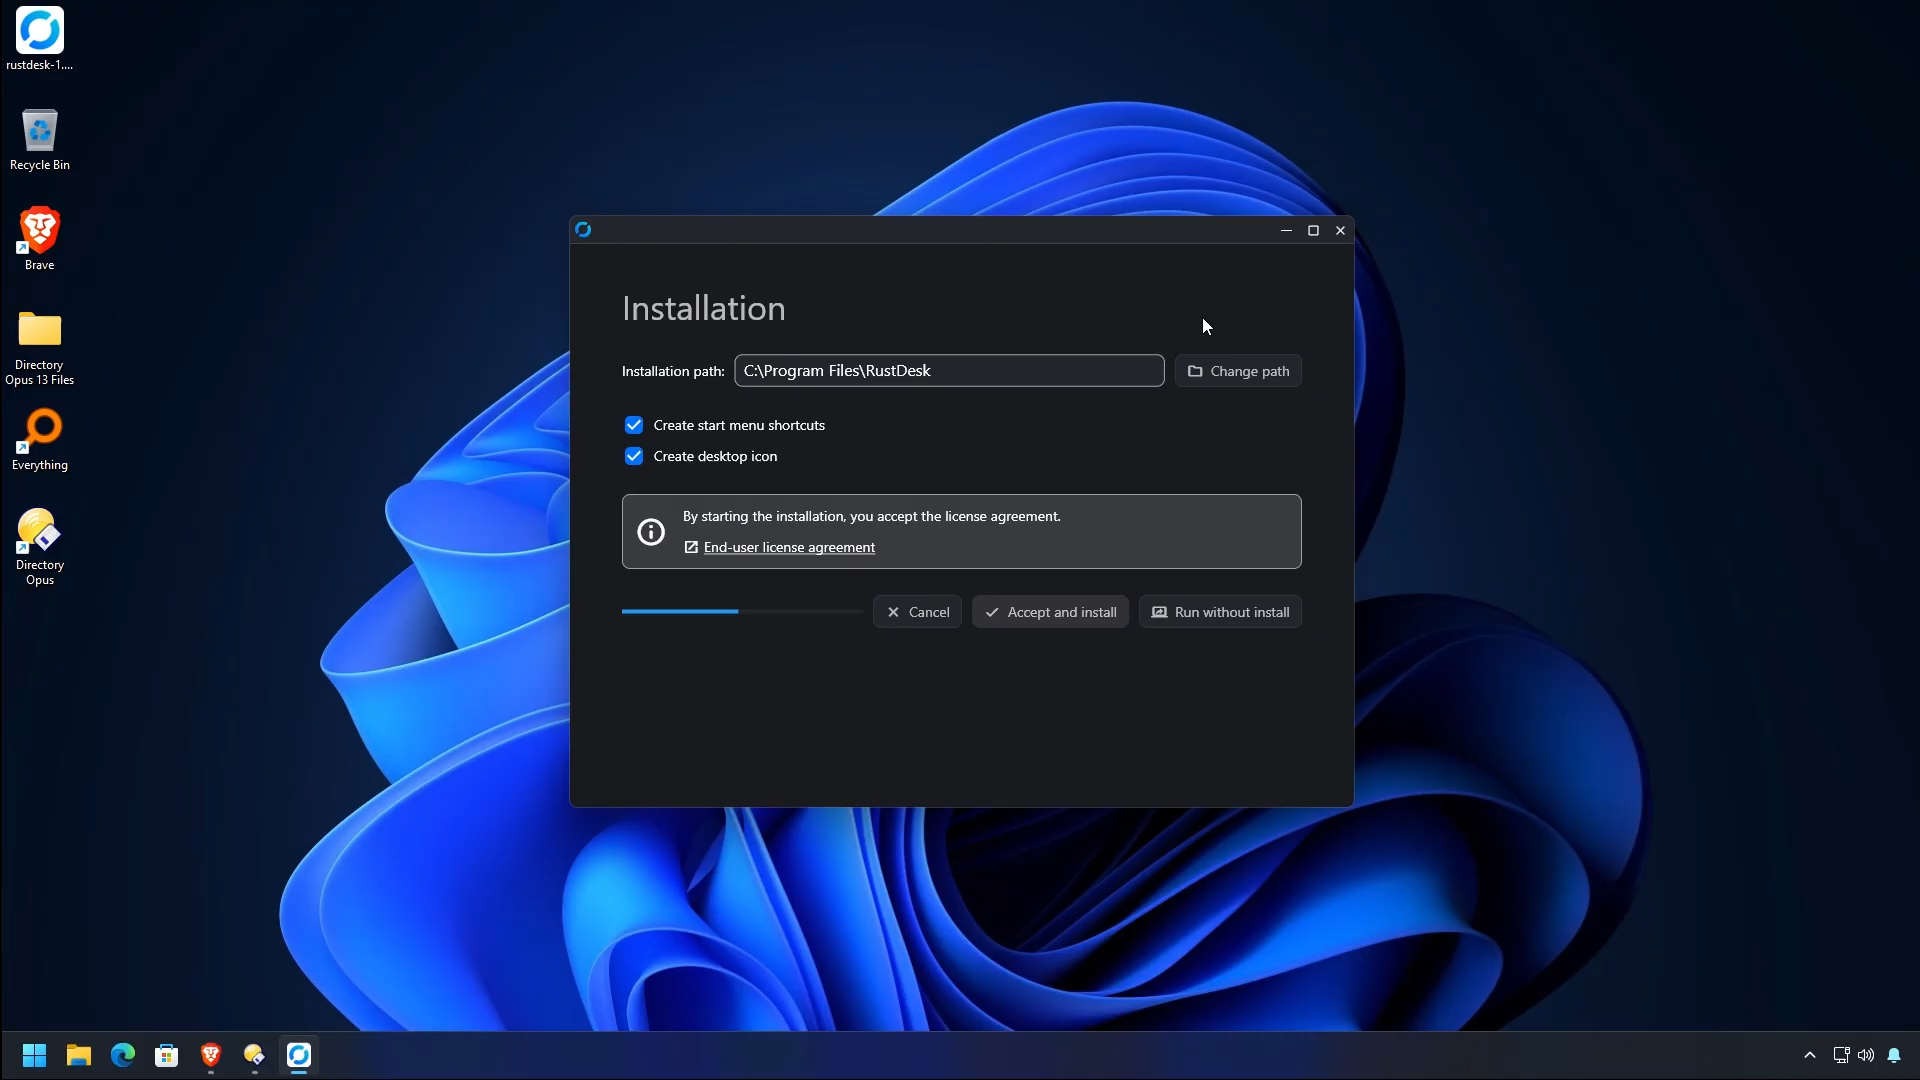 rustdesk-1....
Recycle Bin
Brave
Directory
Opus 13 Files
Everything
Directory
Opus
Installation
Installation path: C:\Program Files\RustDesk Change path
Create start menu shortcuts
Create desktop icon
By starting the installation, you accept the license agreement.
End-user license agreement
Cancel Accept and install Run without install